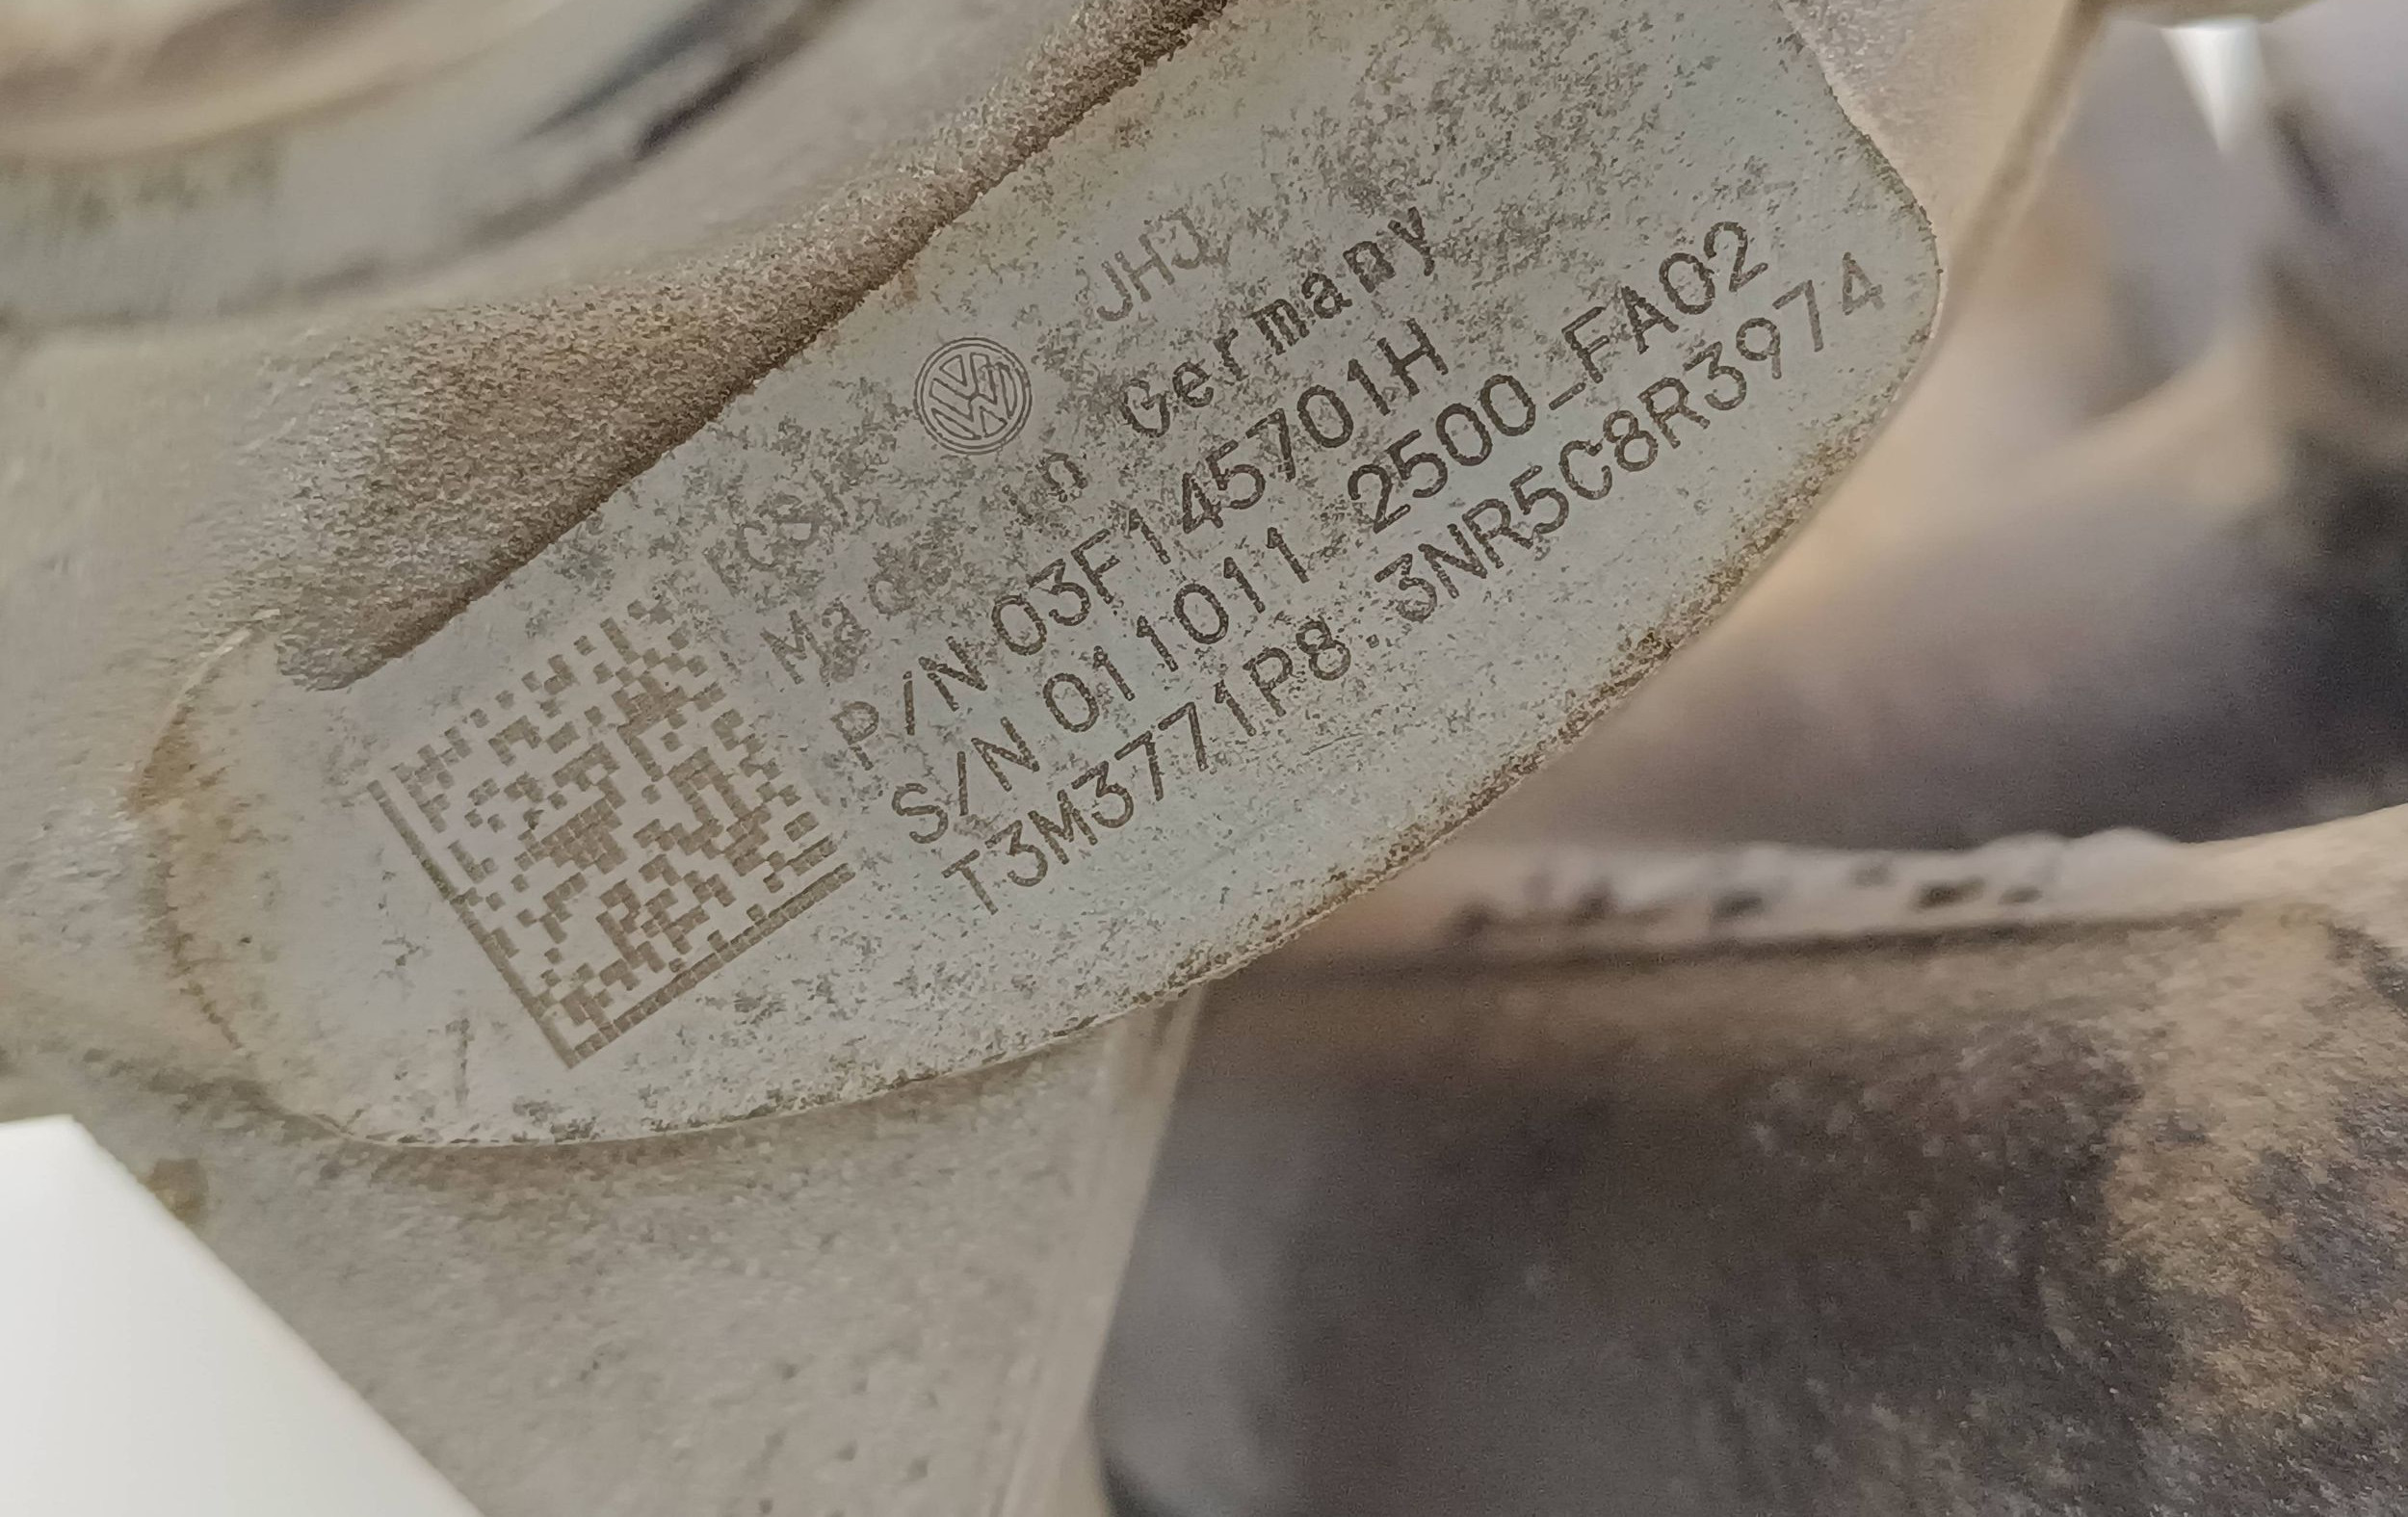 JHJ
Made in Germany
P/N 03F145701H
S/N 011011 2500_FA02
T3M3771P8 3NR5C8R3974